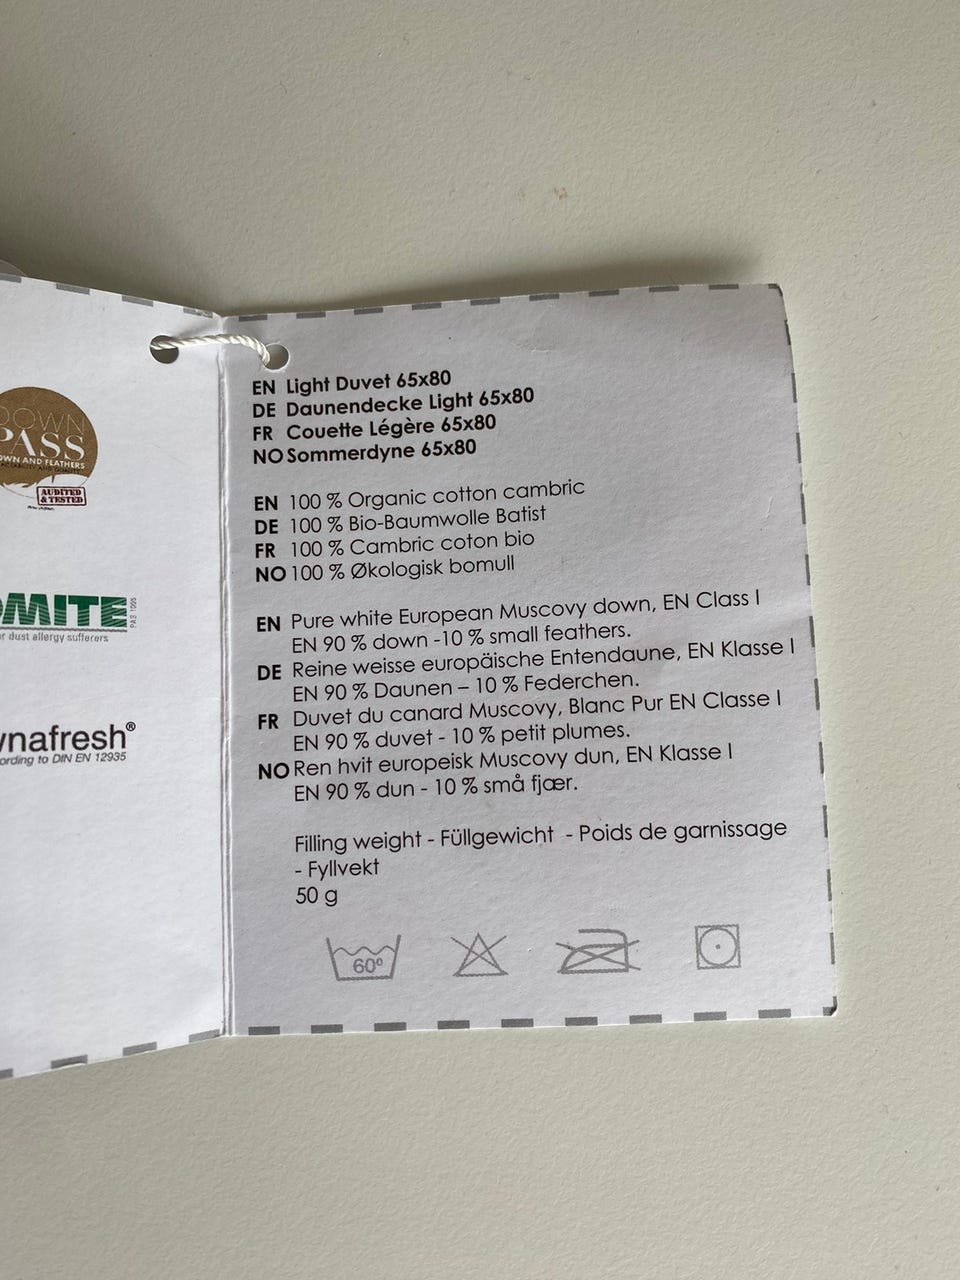 DOWN
PASS
DOWN AND FEATHERS
AUDITED
& TESTED
OMITE
PAS 1008
for dust allergy sufferers
ynafresh®
ording to DIN EN 12935
EN Light Duvet 65x80
DE Daunendecke Light 65x80
FR Couette Légère 65x80
NO Sommerdyne 65x80
EN 100 % Organic cotton cambric
DE 100 % Bio-Baumwolle Batist
FR 100 % Cambric coton bio
NO 100 % Økologisk bomull
EN Pure white European Muscovy down, EN Class I
EN 90 % down -10 % small feathers.
DE Reine weisse europäische Entendaune, EN Klasse I
EN 90 % Daunen – 10 % Federchen.
FR Duvet du canard Muscovy, Blanc Pur EN Classe I
EN 90 % duvet - 10 % petit plumes.
NO Ren hvit europeisk Muscovy dun, EN Klasse I
EN 90 % dun - 10 % små fjær.
Filling weight - Füllgewicht - Poids de garnissage
- Fyllvekt
50 g
60°